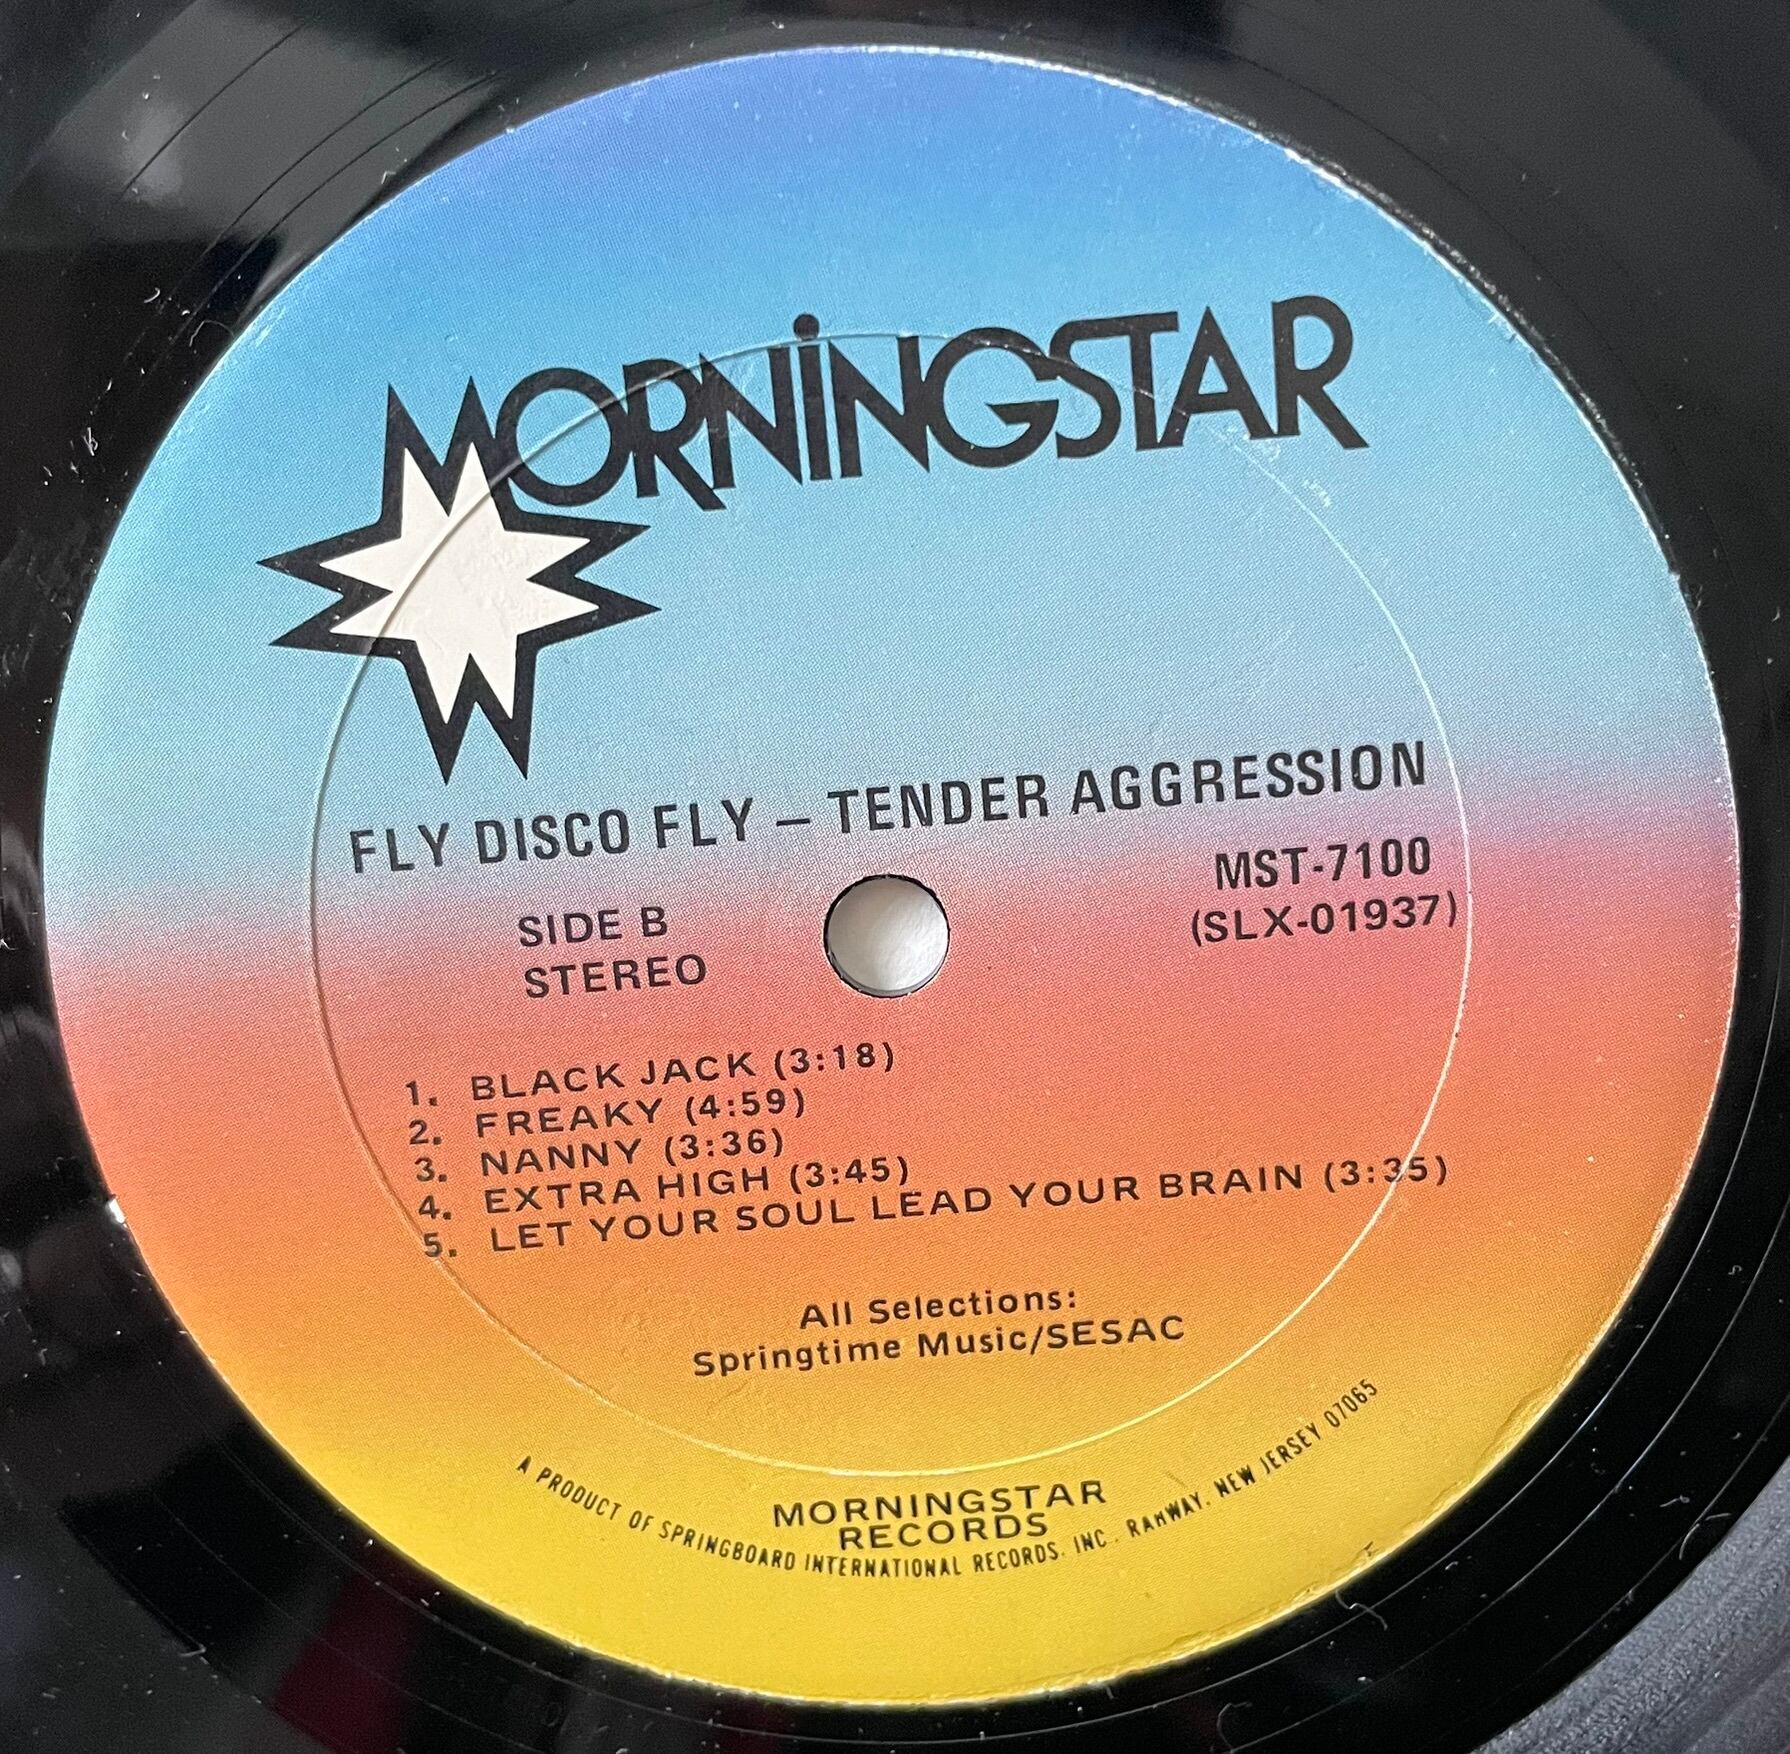 MORNiNGSTAR
FLY DISCO FLY – TENDER AGGRESSION
MST-7100
SIDE B
(SLX-01937)
STEREO
1. BLACK JACK (3:18)
2. FREAKY (4:59)
3. NANNY (3:36)
4. EXTRA HIGH (3:45)
5. LET YOUR SOUL LEAD YOUR BRAIN (3:35)
All Selections:
Springtime Music/SESAC
MORNINGSTAR
RECORDS
A PRODUCT OF SPRINGBOARD INTERNATIONAL RECORDS, INC., RAHWAY, NEW JERSEY 07065